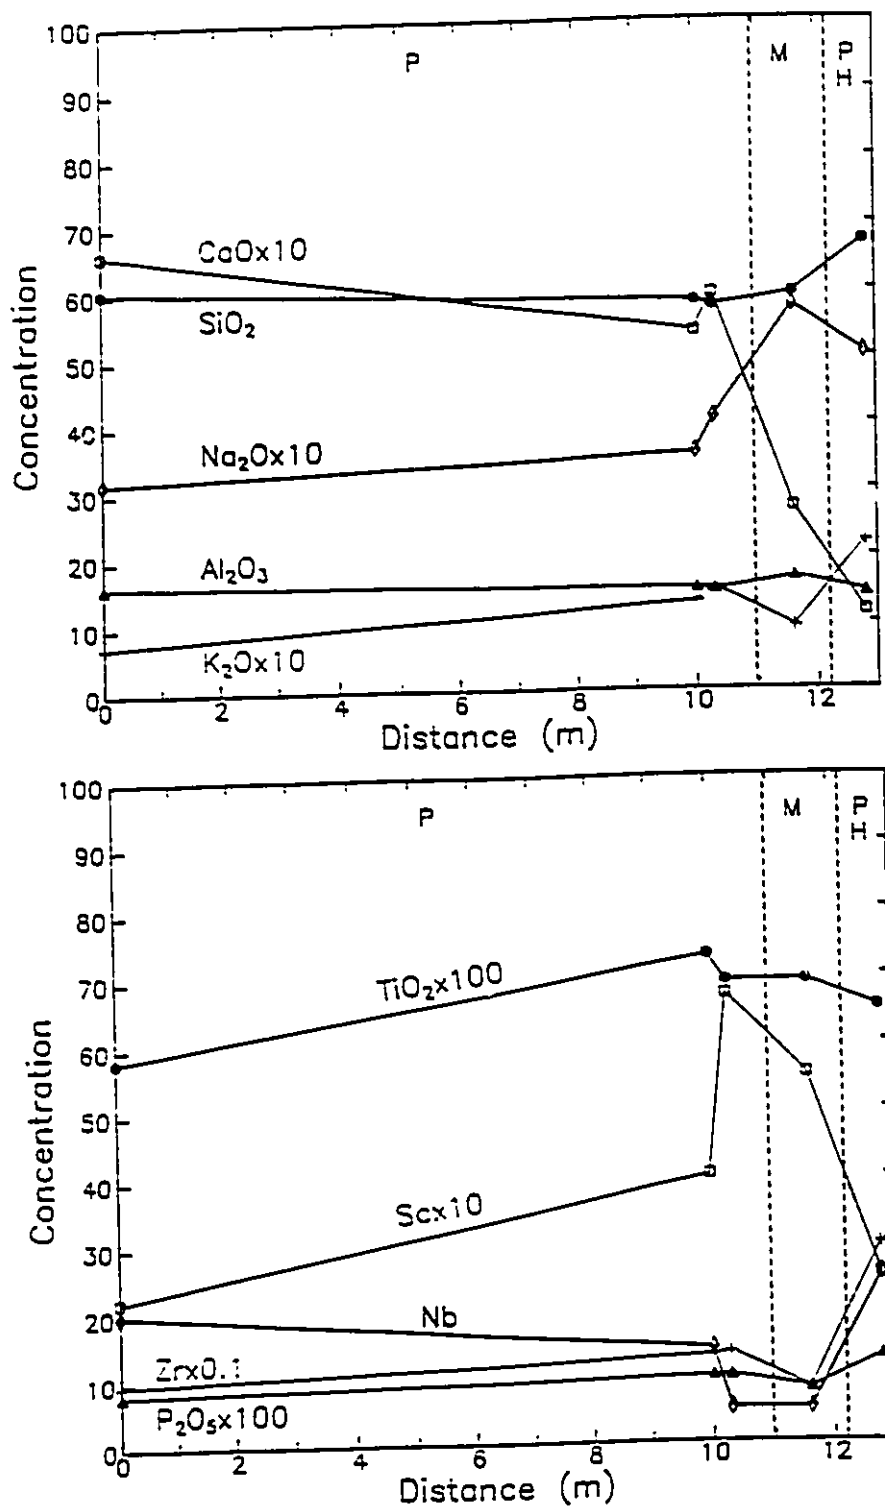 100
P
M
P
H
90
80
70
CaOx10
60
SiO₂
50
40
Na₂Ox10
30
20
Al₂O₃
10
K₂Ox10
0
0 2 4 6 8 10 12
Distance (m)
Concentration
100
P
M
P
H
90
80
70
TiO₂x100
60
50
40
Scx10
30
20
Nb
Zrx0.1
10
P₂O₅x100
0
0 2 4 6 8 10 12
Distance (m)
Concentration